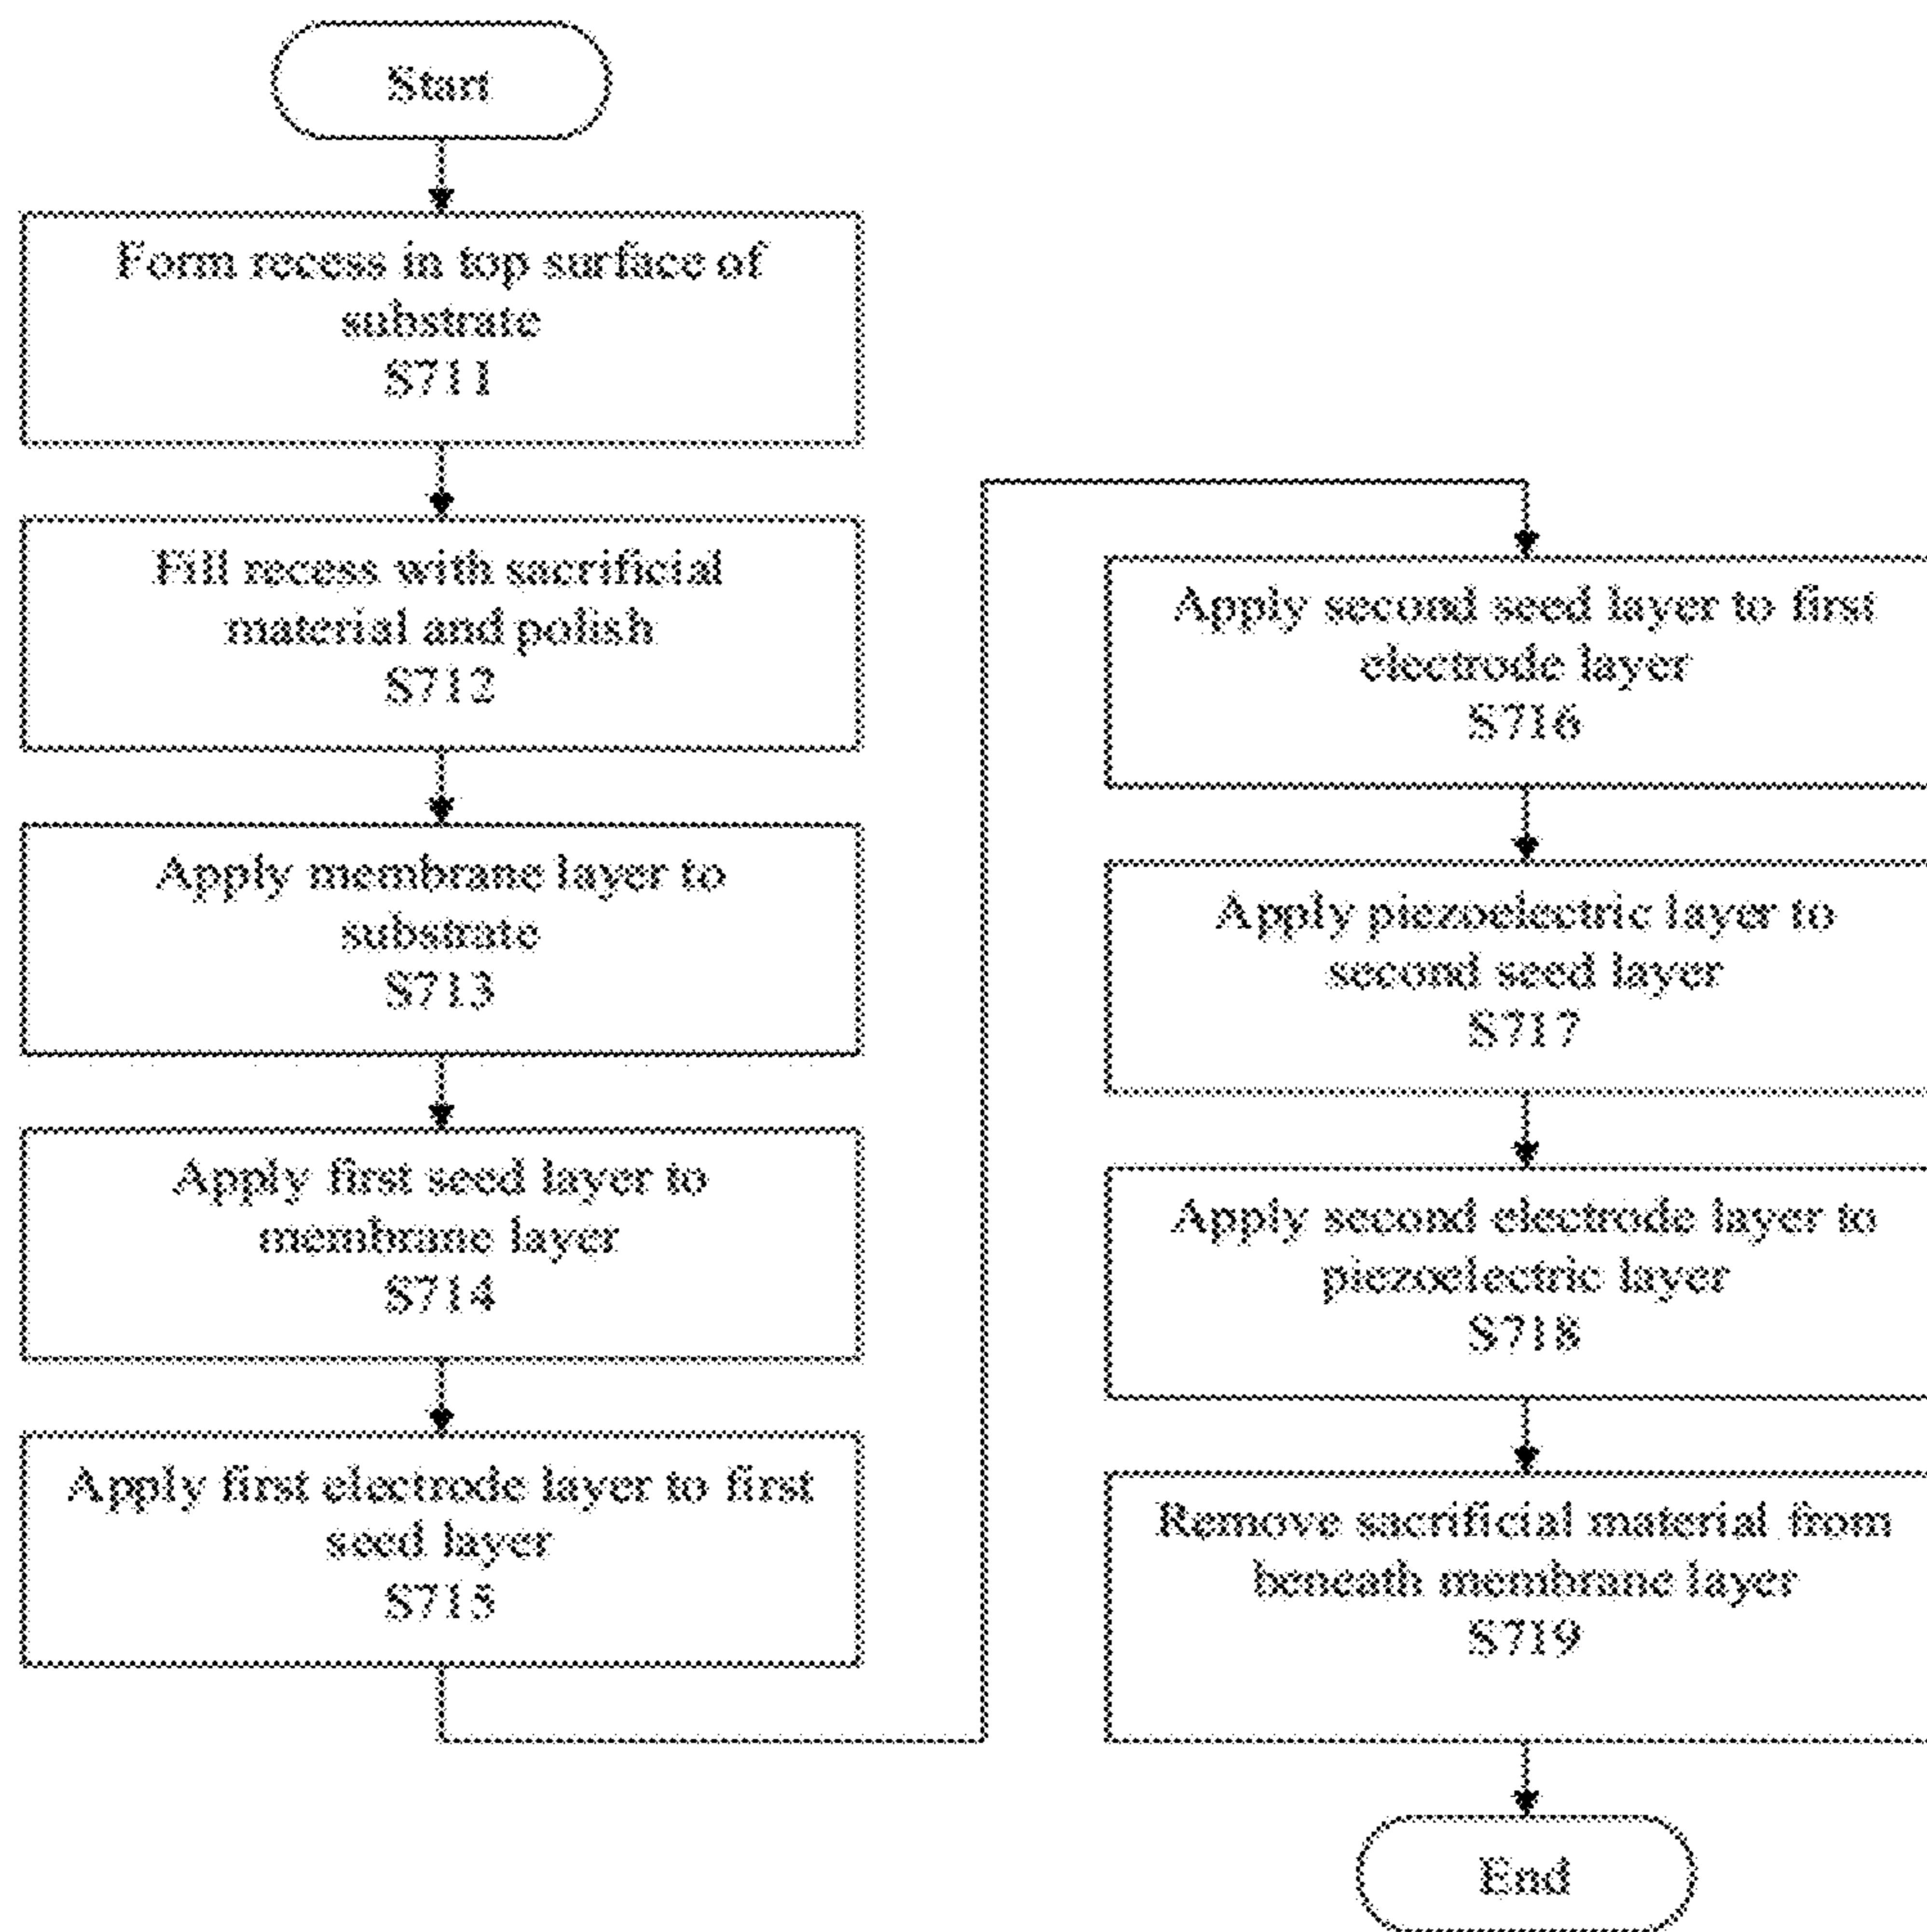 Start
Form recess in top surface of
substrate
S711
Fill recess with sacrificial
material and polish
S712
Apply membrane layer to
substrate
S713
Apply first seed layer to
membrane layer
S714
Apply first electrode layer to first
seed layer
S715
Apply second seed layer to first
electrode layer
S716
Apply piezoelectric layer to
second seed layer
S717
Apply second electrode layer to
piezoelectric layer
S718
Remove sacrificial material from
beneath membrane layer
S719
End